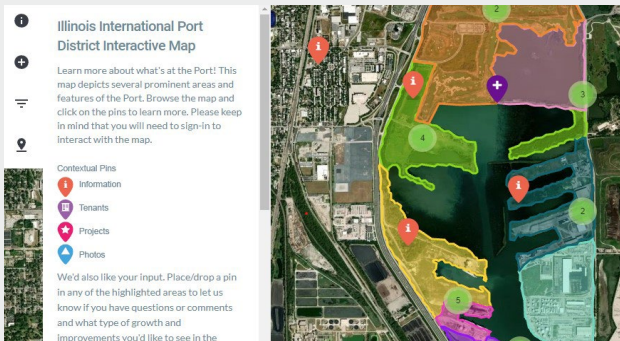 Illinois International Port
District Interactive Map
Learn more about what's at the Port! This
map depicts several prominent areas and
features of the Port. Browse the map and
click on the pins to learn more. Please keep
in mind that you will need to sign-in to
interact with the map.
Contextual Pins
Information
Tenants
Projects
Photos
We'd also like your input. Place/drop a pin
in any of the highlighted areas to let us
know if you have questions or comments
and what type of growth and
improvements you'd like to see in the
2
3
4
2
5